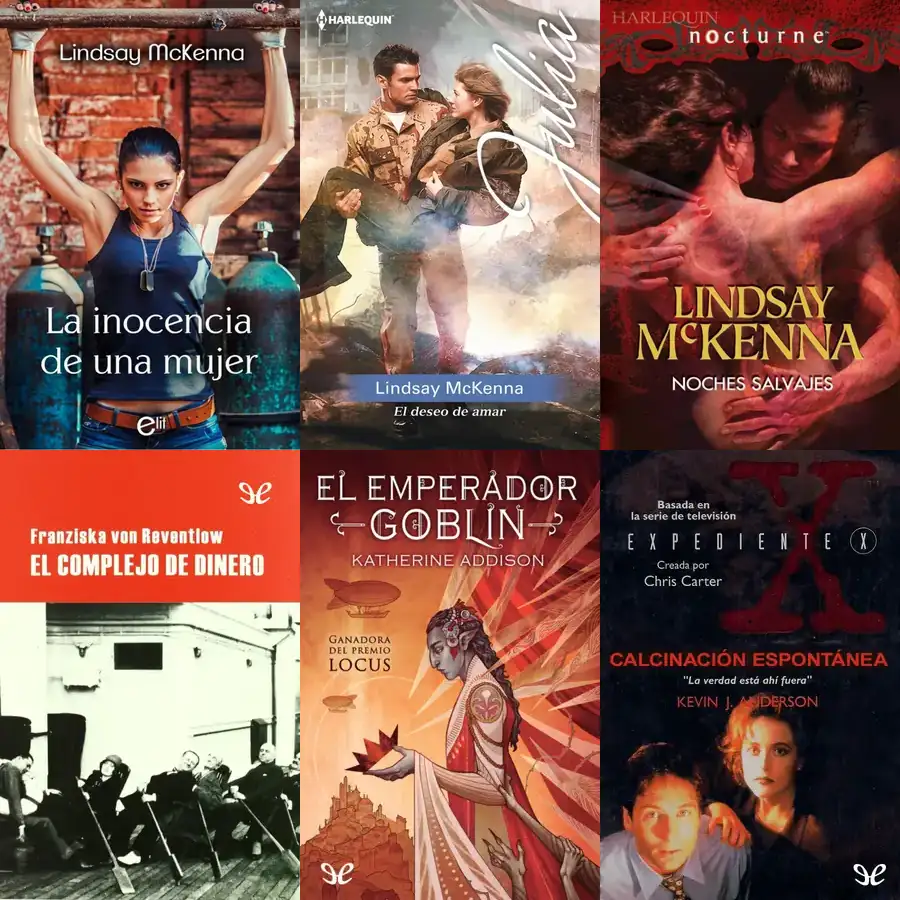 Lindsay McKenna
La inocencia
de una mujer
elit
HARLEQUIN
Julia
Lindsay McKenna
El deseo de amar
HARLEQUIN
nocturne
LINDSAY
McKENNA
NOCHES SALVAJES
Franziska von Reventlow
EL COMPLEJO DE DINERO
EL EMPERADOR
GOBLIN
KATHERINE ADDISON
GANADORA
DEL PREMIO
LOCUS
X
Basada en
la serie de televisión
EXPEDIENTE X
Creada por
Chris Carter
CALCINACIÓN ESPONTÁNEA
"La verdad está ahí fuera"
KEVIN J. ANDERSON